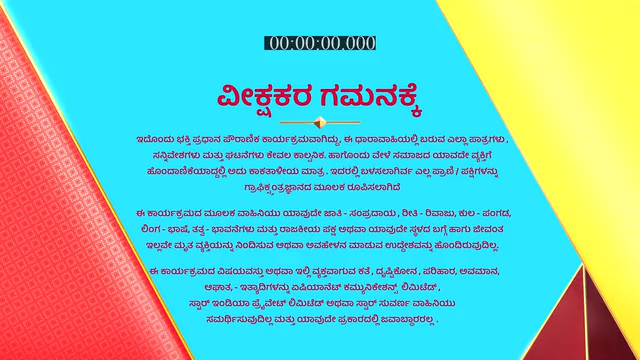 00:00:00.000
ವೀಕ್ಷಕರ ಗಮನಕ್ಕೆ
ಇದೊಂದು ಭಕ್ತಿ ಪ್ರಧಾನ ಪೌರಾಣಿಕ ಕಾರ್ಯಕ್ರಮವಾಗಿದ್ದು, ಈ ಧಾರಾವಾಹಿಯಲ್ಲಿ ಬರುವ ಎಲ್ಲಾ ಪಾತ್ರಗಳು,
ಸನ್ನಿವೇಶಗಳು ಮತ್ತು ಘಟನೆಗಳು ಕೇವಲ ಕಾಲ್ಪನಿಕ. ಹಾಗೊಂದು ವೇಳೆ ಸಮಾಜದ ಯಾವುದೇ ವ್ಯಕ್ತಿಗೆ
ಹೊಂದಾಣಿಕೆಯಾದ್ದಲ್ಲಿ ಅದು ಕಾಕತಾಳೀಯ ಮಾತ್ರ. ಇದರಲ್ಲಿ ಬಳಸಲಾಗಿರ್ವ ಎಲ್ಲ ಪ್ರಾಣಿ/ ಪಕ್ಷಿಗಳನ್ನು
ಗ್ರಾಫಿಕ್ಸ್ತಂತ್ರಜ್ಞಾನದ ಮೂಲಕ ರೂಪಿಸಲಾಗಿದೆ
ಈ ಕಾರ್ಯಕ್ರಮದ ಮೂಲಕ ವಾಹಿನಿಯು ಯಾವುದೇ ಜಾತಿ - ಸಂಪ್ರದಾಯ, ರೀತಿ - ರಿವಾಜು, ಕುಲ - ಪಂಗಡ,
ಲಿಂಗ - ಭಾಷೆ, ತತ್ವ - ಭಾವನೆಗಳು ಮತ್ತು ರಾಜಕೀಯ ಪಕ್ಷ ಅಥವಾ ಯಾವುದೇ ಸ್ಥಳದ ಬಗ್ಗೆ ಹಾಗು ಜೀವಂತ
ಇಲ್ಲವೇ ಮೃತ ವ್ಯಕ್ತಿಯನ್ನು ನಿಂದಿಸುವ ಅಥವಾ ಅವಹೇಳನ ಮಾಡುವ ಉದ್ದೇಶವನ್ನು ಹೊಂದಿರುವುದಿಲ್ಲ.
ಈ ಕಾರ್ಯಕ್ರಮದ ವಿಷಯವಸ್ತು ಅಥವಾ ಇಲ್ಲಿ ವ್ಯಕ್ತವಾಗುವ ಕತೆ, ದೃಷ್ಟಿಕೋನ, ಪರಿಹಾರ, ಅವಮಾನ,
ಆಘಾತ, - ಇತ್ಯಾದಿಗಳನ್ನು ಏಷಿಯಾನೆಟ್ ಕಮ್ಯುನಿಕೇಶನ್ಸ್ ಲಿಮಿಟೆಡ್,
ಸ್ಟಾರ್ ಇಂಡಿಯಾ ಪ್ರೈವೇಟ್ ಲಿಮಿಟೆಡ್ ಅಥವಾ ಸ್ಟಾರ್ ಸುವರ್ಣ ವಾಹಿನಿಯು
ಸಮರ್ಥಿಸುವುದಿಲ್ಲ ಮತ್ತು ಯಾವುದೇ ಪ್ರಕಾರದಲ್ಲಿ ಜವಾಬ್ದಾರರಲ್ಲ.